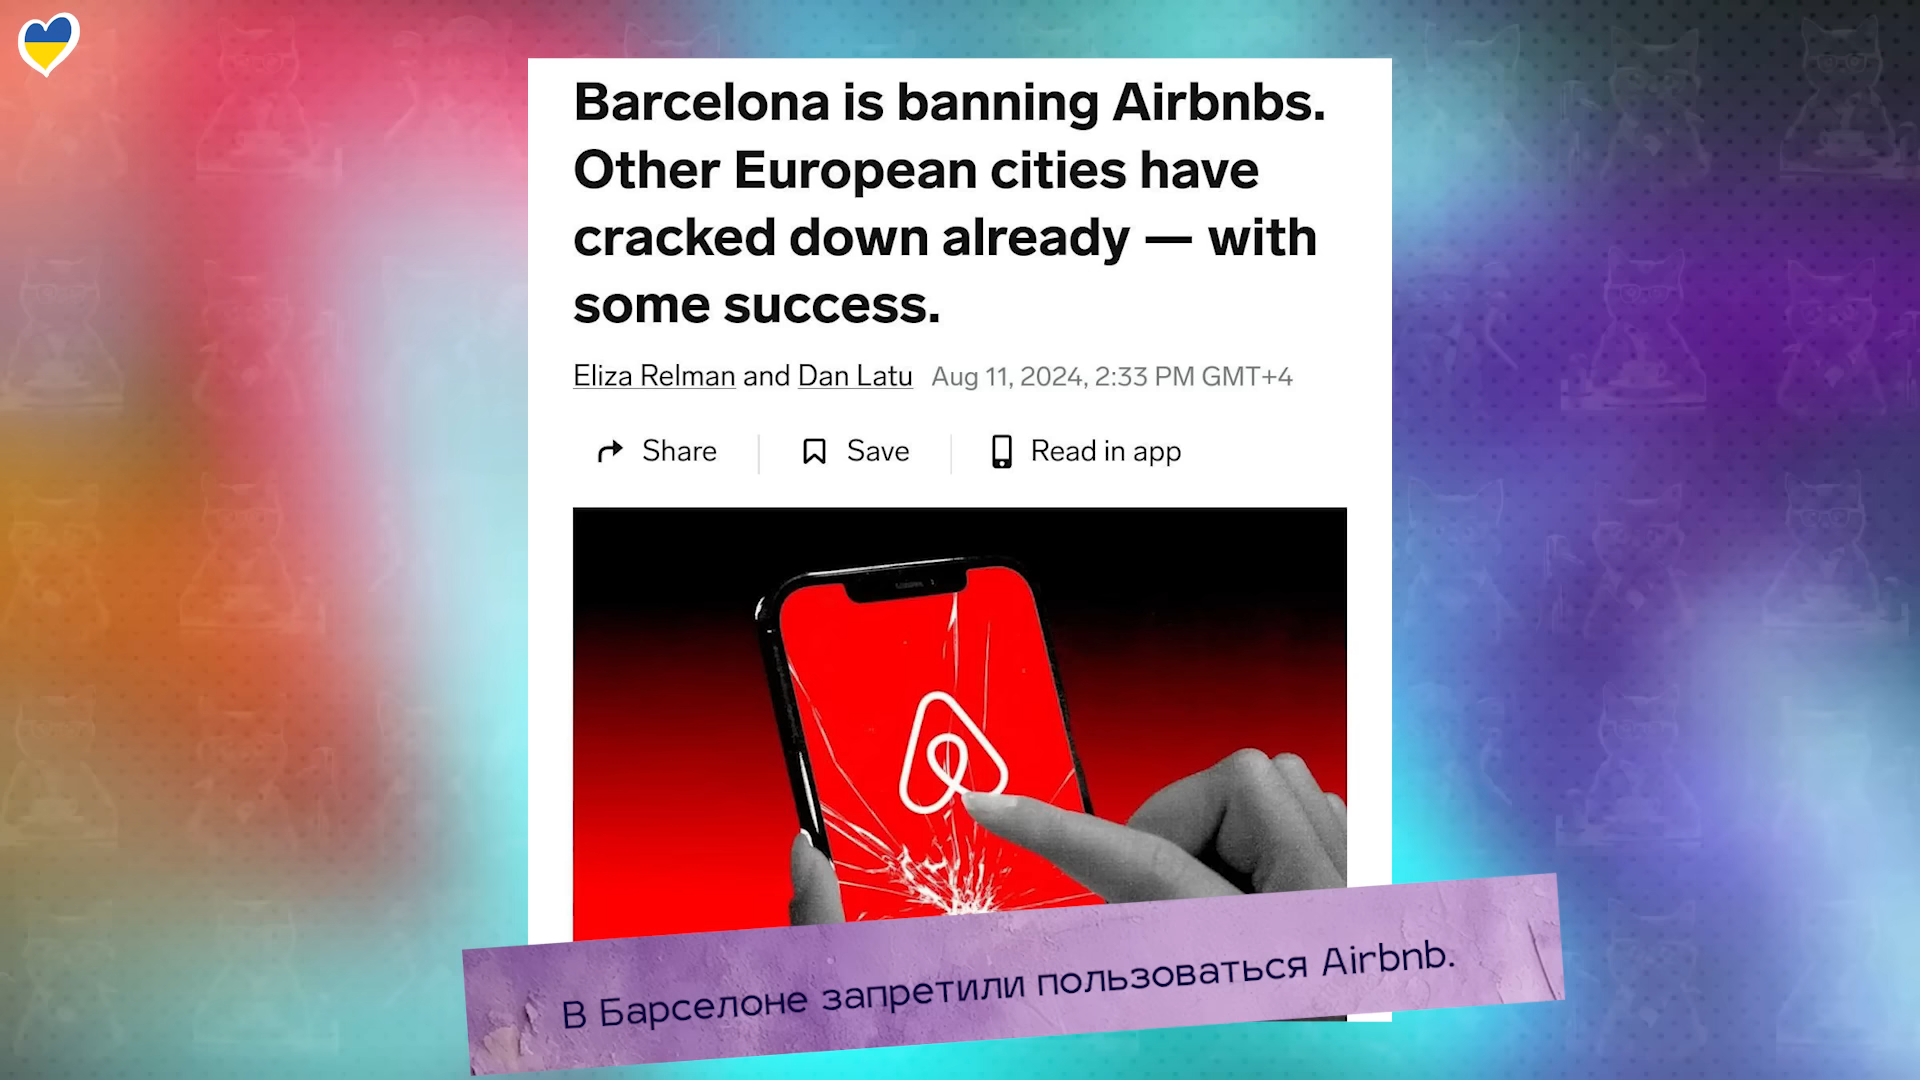 Barcelona is banning Airbnbs.
Other European cities have
cracked down already — with
some success.
Eliza Relman and Dan Latu Aug 11, 2024, 2:33 PM GMT+4
Share Save Read in app
В Барселоне запретили пользоваться Airbnb.